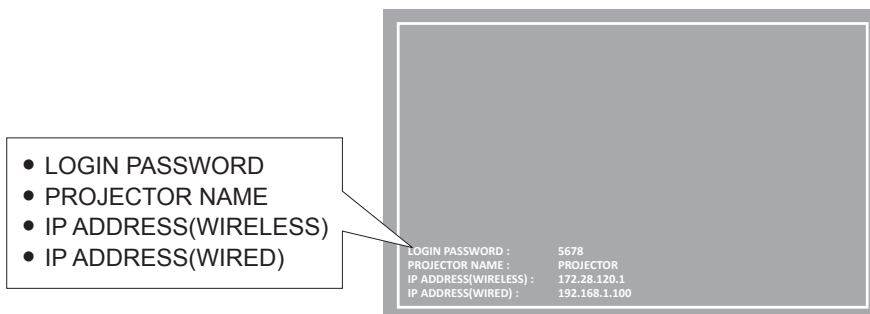 • LOGIN PASSWORD
• PROJECTOR NAME
• IP ADDRESS(WIRELESS)
• IP ADDRESS(WIRED)
LOGIN PASSWORD : 5678
PROJECTOR NAME : PROJECTOR
IP ADDRESS(WIRELESS) : 172.28.120.1
IP ADDRESS(WIRED) : 192.168.1.100